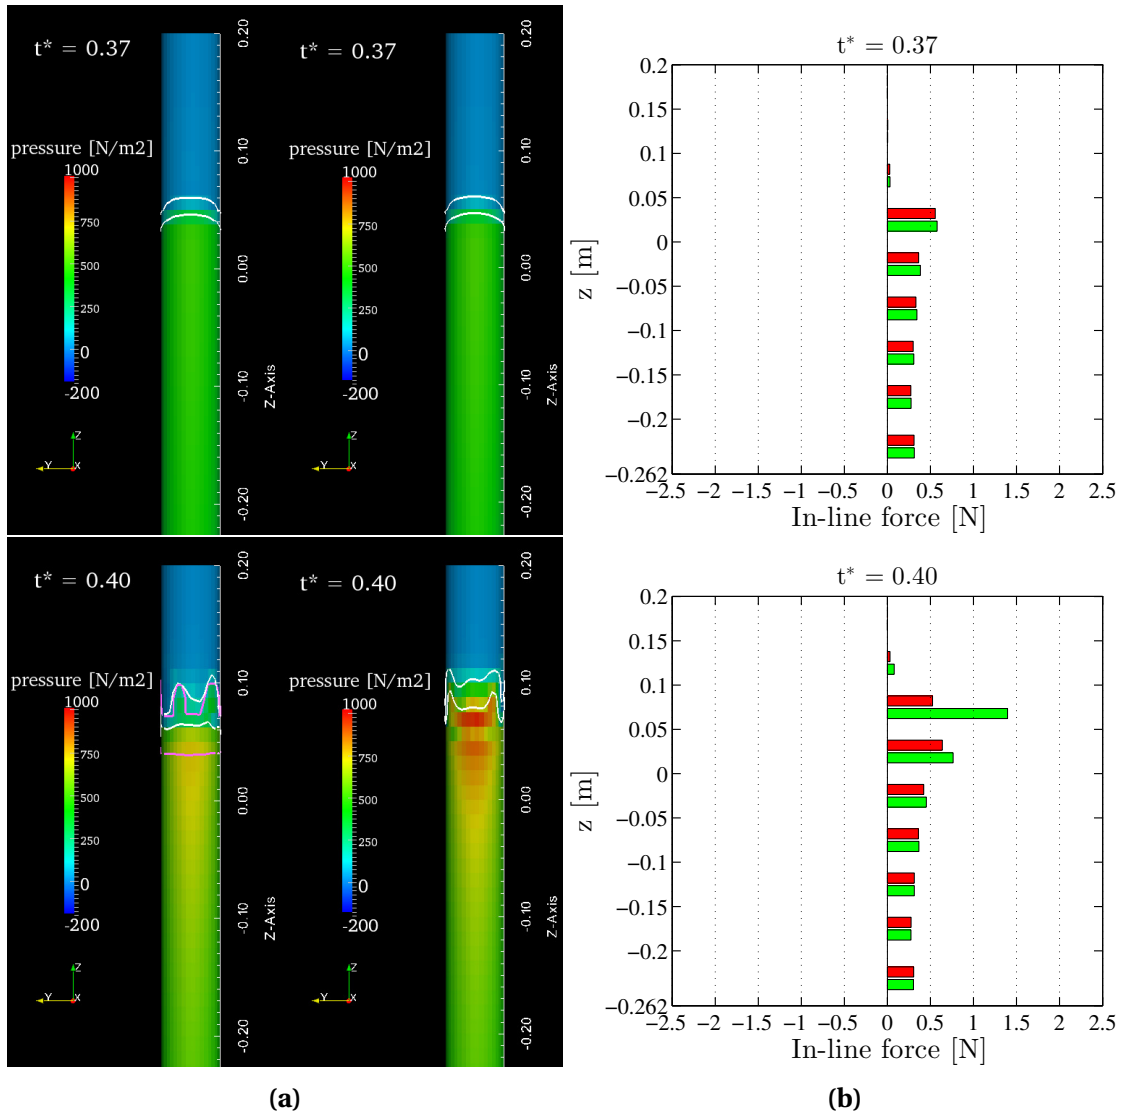 t* = 0.37
pressure [N/m2]
1000
750
500
250
0
-200
Z
Y
X
0.20
0.10
0.00
-0.10
-0.20
Z-Axis
t* = 0.37
pressure [N/m2]
1000
750
500
250
0
-200
Z
Y
X
0.20
0.10
0.00
-0.10
-0.20
Z-Axis
t* = 0.37
0.2
0.15
0.1
0.05
0
−0.05
−0.1
−0.15
−0.2
−0.262
z [m]
−2.5 −2 −1.5 −1 −0.5 0 0.5 1 1.5 2 2.5
In-line force [N]
t* = 0.40
pressure [N/m2]
1000
750
500
250
0
-200
Z
Y
X
0.20
0.10
0.00
-0.10
-0.20
Z-Axis
t* = 0.40
pressure [N/m2]
1000
750
500
250
0
-200
Z
Y
X
0.20
0.10
0.00
-0.10
-0.20
Z-Axis
t* = 0.40
0.2
0.15
0.1
0.05
0
−0.05
−0.1
−0.15
−0.2
−0.262
z [m]
−2.5 −2 −1.5 −1 −0.5 0 0.5 1 1.5 2 2.5
In-line force [N]
(a)
(b)